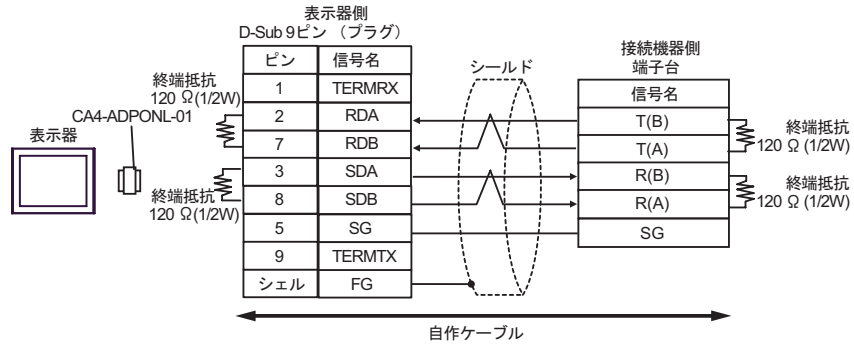 表示器側
D-Sub 9ピン （プラグ）
接続機器側
端子台
シールド
ピン 信号名
信号名
1 TERMRX
2 RDA
7 RDB
3 SDA
8 SDB
5 SG
9 TERMTX
シェル FG
T(B)
T(A)
R(B)
R(A)
SG
終端抵抗
120 Ω(1/2W)
CA4-ADPONL-01
表示器
終端抵抗
120 Ω(1/2W)
終端抵抗
120 Ω (1/2W)
終端抵抗
120 Ω (1/2W)
自作ケーブル